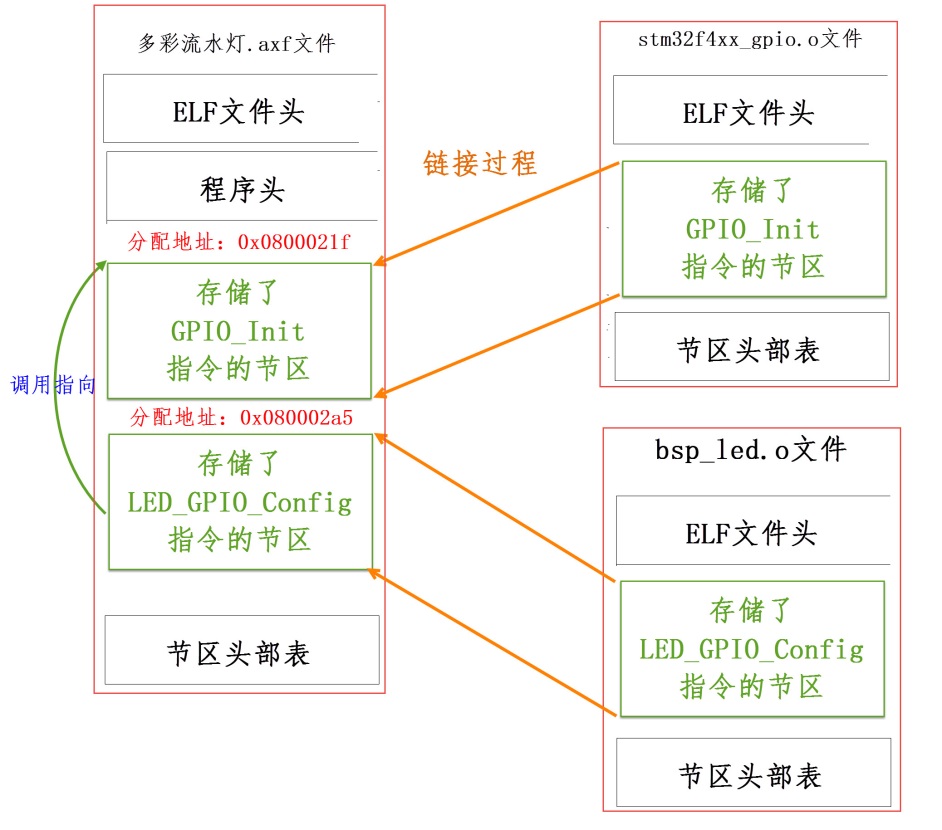 多彩流水灯.axf文件
ELF文件头
程序头
分配地址：0x0800021f
存储了
GPIO_Init
指令的节区
调用指向
分配地址：0x080002a5
存储了
LED_GPIO_Config
指令的节区
节区头部表
链接过程
stm32f4xx_gpio.o文件
ELF文件头
存储了
GPIO_Init
指令的节区
节区头部表
bsp_led.o文件
ELF文件头
存储了
LED_GPIO_Config
指令的节区
节区头部表